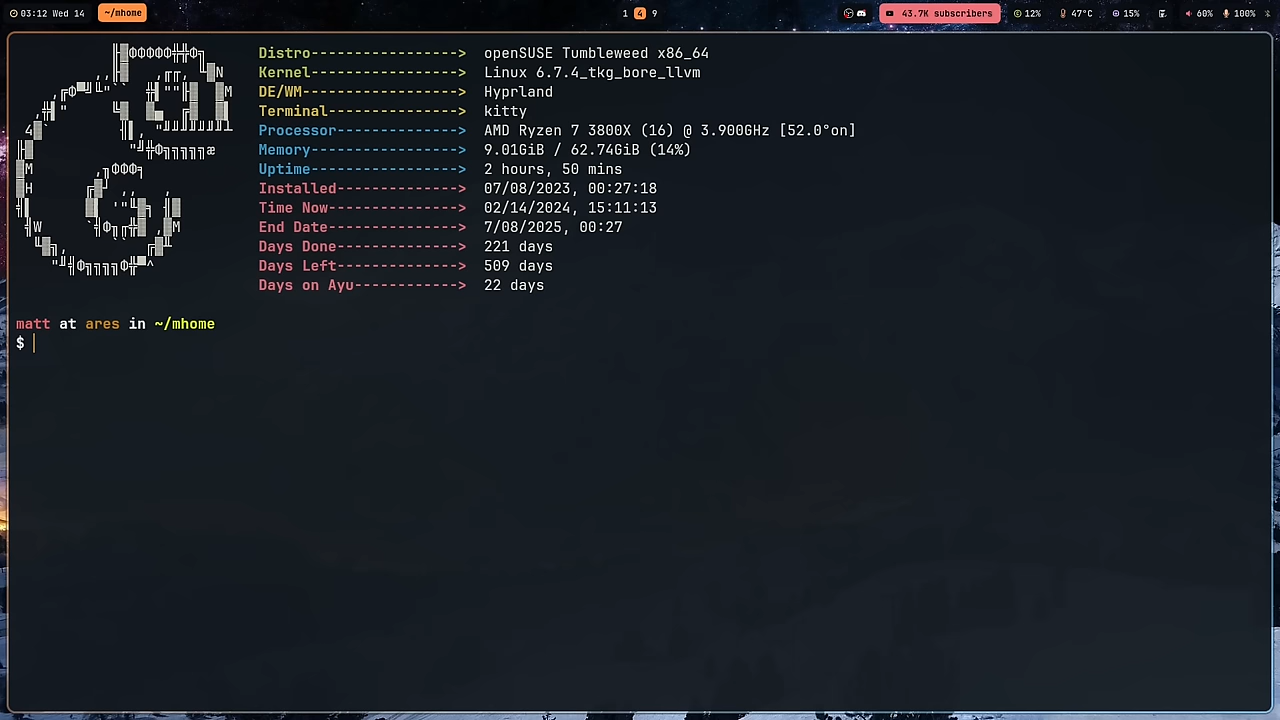 03:12 Wed 14 ~/mhome 1 4 9 43.7K subscribers 12% 47°C 15% 60% 100%
Distro-----------------> openSUSE Tumbleweed x86_64
Kernel-----------------> Linux 6.7.4_tkg_bore_llvm
DE/WM------------------> Hyprland
Terminal---------------> kitty
Processor--------------> AMD Ryzen 7 3800X (16) @ 3.900GHz [52.0°on]
Memory-----------------> 9.01GiB / 62.74GiB (14%)
Uptime-----------------> 2 hours, 50 mins
Installed--------------> 07/08/2023, 00:27:18
Time Now---------------> 02/14/2024, 15:11:13
End Date---------------> 7/08/2025, 00:27
Days Done--------------> 221 days
Days Left--------------> 509 days
Days on Ayu------------> 22 days
matt at ares in ~/mhome
$